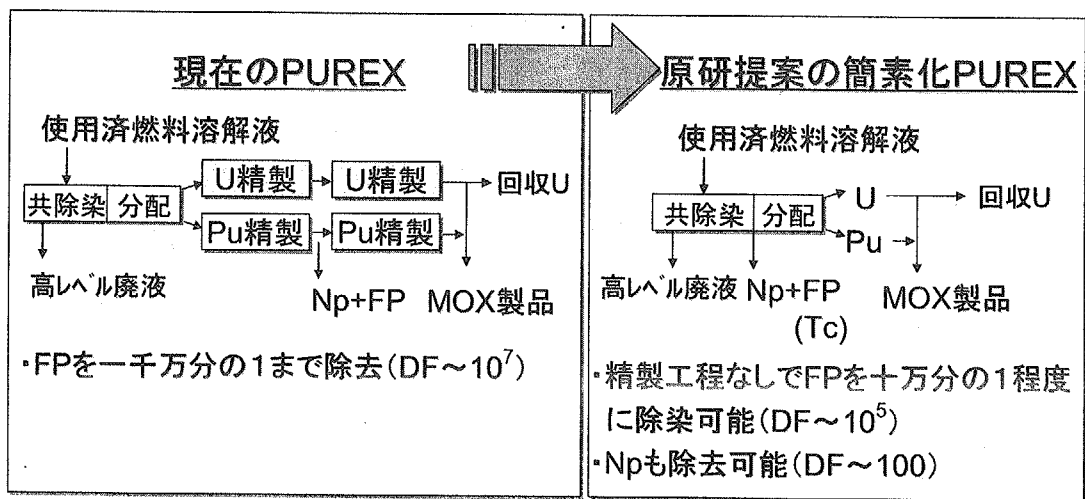 現在のPUREX
使用済燃料溶解液
共除染 分配
U精製
U精製
回収U
Pu精製
Pu精製
高レベル廃液
Np+FP
MOX製品
・FPを一千万分の1まで除去(DF～10⁷)
原研提案の簡素化PUREX
使用済燃料溶解液
共除染 分配
U
回収U
Pu
高レベル廃液
Np+FP
(Tc)
MOX製品
・精製工程なしでFPを十万分の1程度
に除染可能(DF～10⁵)
・Npも除去可能(DF～100)